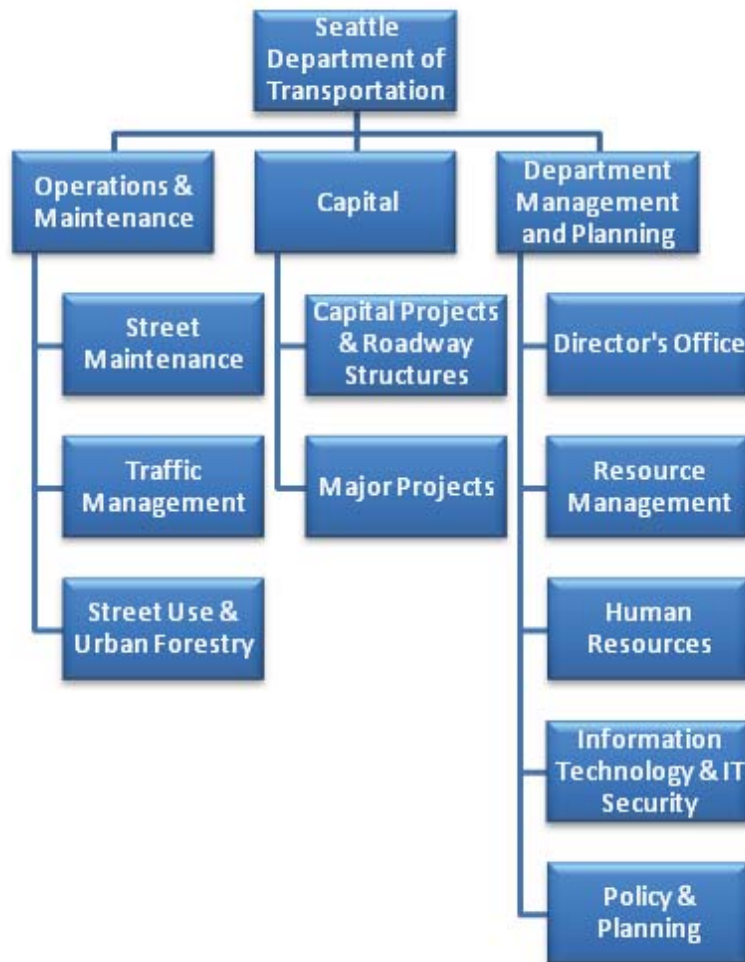 Seattle
Department of
Transportation
Operations &
Maintenance
Capital
Department
Management
and Planning
Street
Maintenance
Traffic
Management
Street Use &
Urban Forestry
Capital Projects
& Roadway
Structures
Major Projects
Director's Office
Resource
Management
Human
Resources
Information
Technology & IT
Security
Policy &
Planning